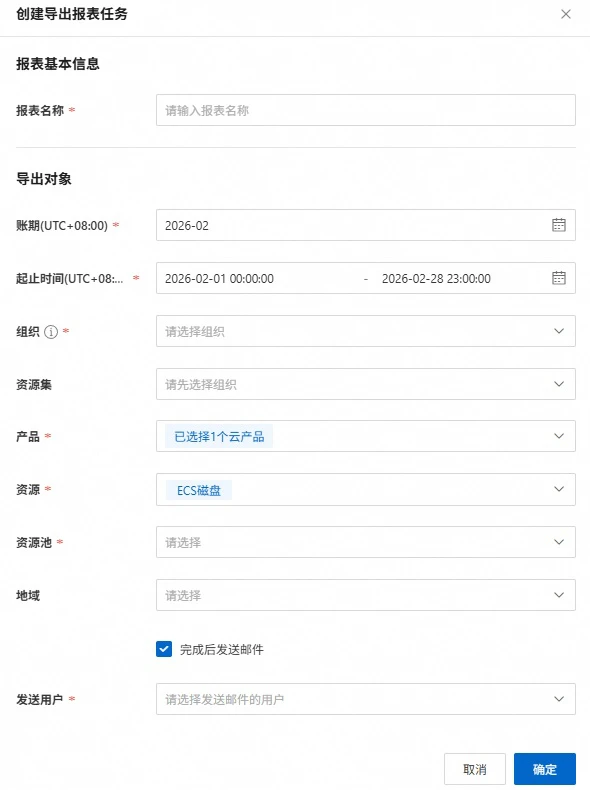 创建导出报表任务
报表基本信息
报表名称 * 请输入报表名称
导出对象
账期(UTC+08:00) * 2026-02
起止时间(UTC+08:... * 2026-02-01 00:00:00 - 2026-02-28 23:00:00
组织 * 请选择组织
资源集 请先选择组织
产品 * 已选择1个云产品
资源 * ECS磁盘
资源池 * 请选择
地域 请选择
完成后发送邮件
发送用户 * 请选择发送邮件的用户
取消 确定